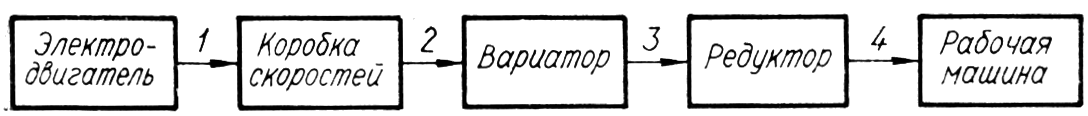 Электро-
двигатель
1
Коробка
скоростей
2
Вариатор
3
Редуктор
4
Рабочая
машина